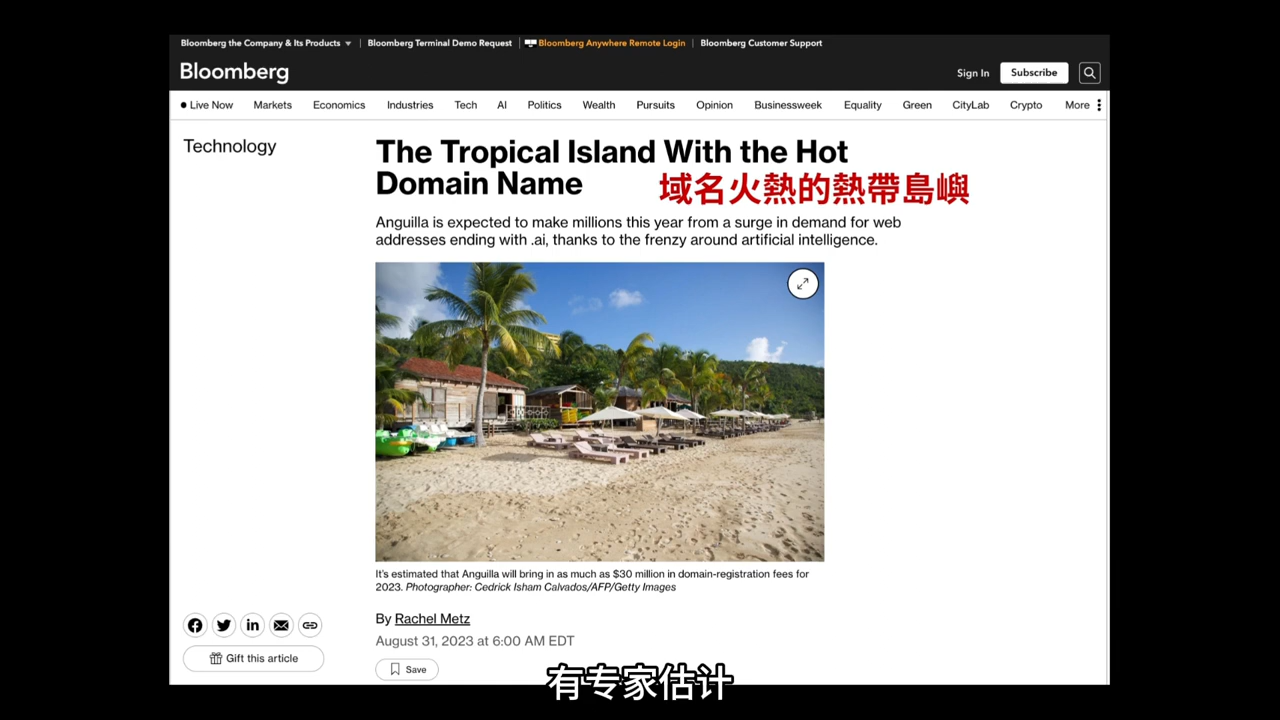 Bloomberg the Company & Its Products
Bloomberg Terminal Demo Request
Bloomberg Anywhere Remote Login
Bloomberg Customer Support
Bloomberg
Sign In
Subscribe
Live Now
Markets
Economics
Industries
Tech
AI
Politics
Wealth
Pursuits
Opinion
Businessweek
Equality
Green
CityLab
Crypto
More
Technology
The Tropical Island With the Hot
Domain Name
域名火熱的熱帶島嶼
Anguilla is expected to make millions this year from a surge in demand for web
addresses ending with .ai, thanks to the frenzy around artificial intelligence.
It's estimated that Anguilla will bring in as much as $30 million in domain-registration fees for
2023. Photographer: Cedrick Isham Calvados/AFP/Getty Images
By Rachel Metz
August 31, 2023 at 6:00 AM EDT
Gift this article
Save
有专家估计